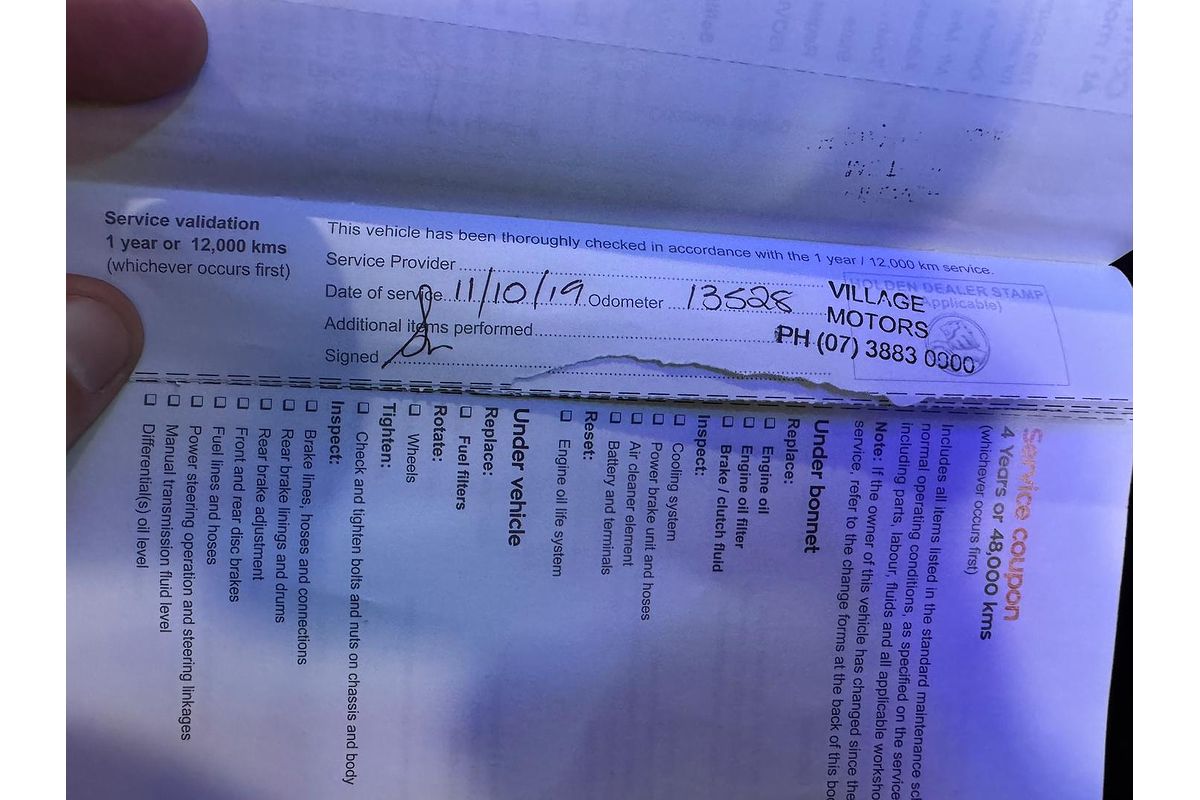 Service validation
1 year or 12,000 kms
(whichever occurs first)
This vehicle has been thoroughly checked in accordance with the 1 year / 12,000 km service.
Service Provider
Date of service 11/10/19 Odometer 13528
Additional items performed
Signed
HOLDEN DEALER STAMP
Applicable)
VILLAGE
MOTORS
PH (07) 3883 0000
Service coupon
4 Years or 48,000 kms
(whichever occurs first)
Includes all items listed in the standard maintenance
normal operating conditions, as specified on the service
including parts, labour, fluids and all applicable
Note: If the owner of this vehicle has changed since the
service, refer to the change forms at the back of this
Under bonnet
Replace:
Engine oil
Engine oil filter
Brake / clutch fluid
Inspect:
Cooling system
Power brake unit and hoses
Air cleaner element
Battery and terminals
Reset:
Engine oil life system
Under vehicle
Replace:
Fuel filters
Rotate:
Wheels
Tighten:
Check and tighten bolts and nuts on chassis and body
Inspect:
Brake lines, hoses and connections
Rear brake linings and drums
Rear brake adjustment
Front and rear disc brakes
Fuel lines and hoses
Power steering operation and steering linkages
Manual transmission fluid level
Differential(s) oil level